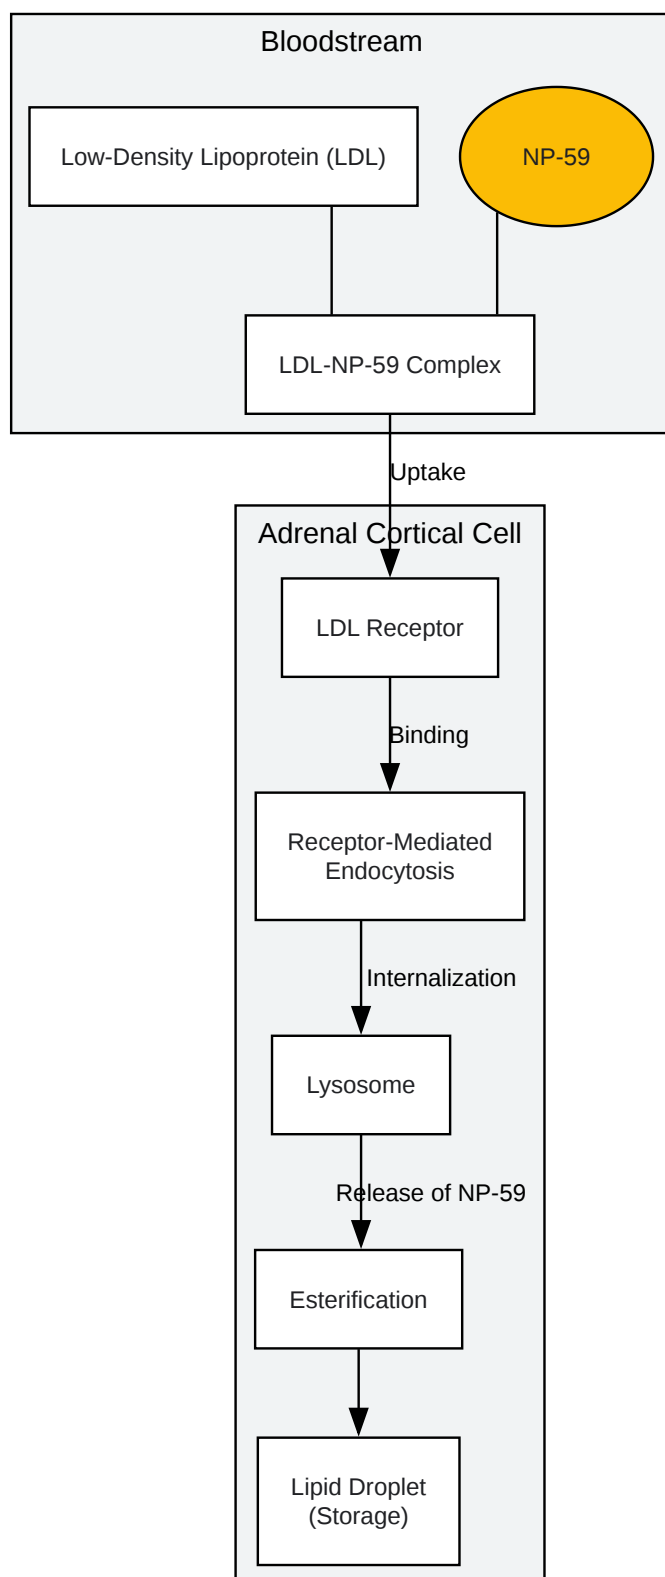 Bloodstream
Low-Density Lipoprotein (LDL)
NP-59
LDL-NP-59 Complex
Uptake
Adrenal Cortical Cell
LDL Receptor
Binding
Receptor-Mediated
Endocytosis
Internalization
Lysosome
Release of NP-59
Esterification
Lipid Droplet
(Storage)